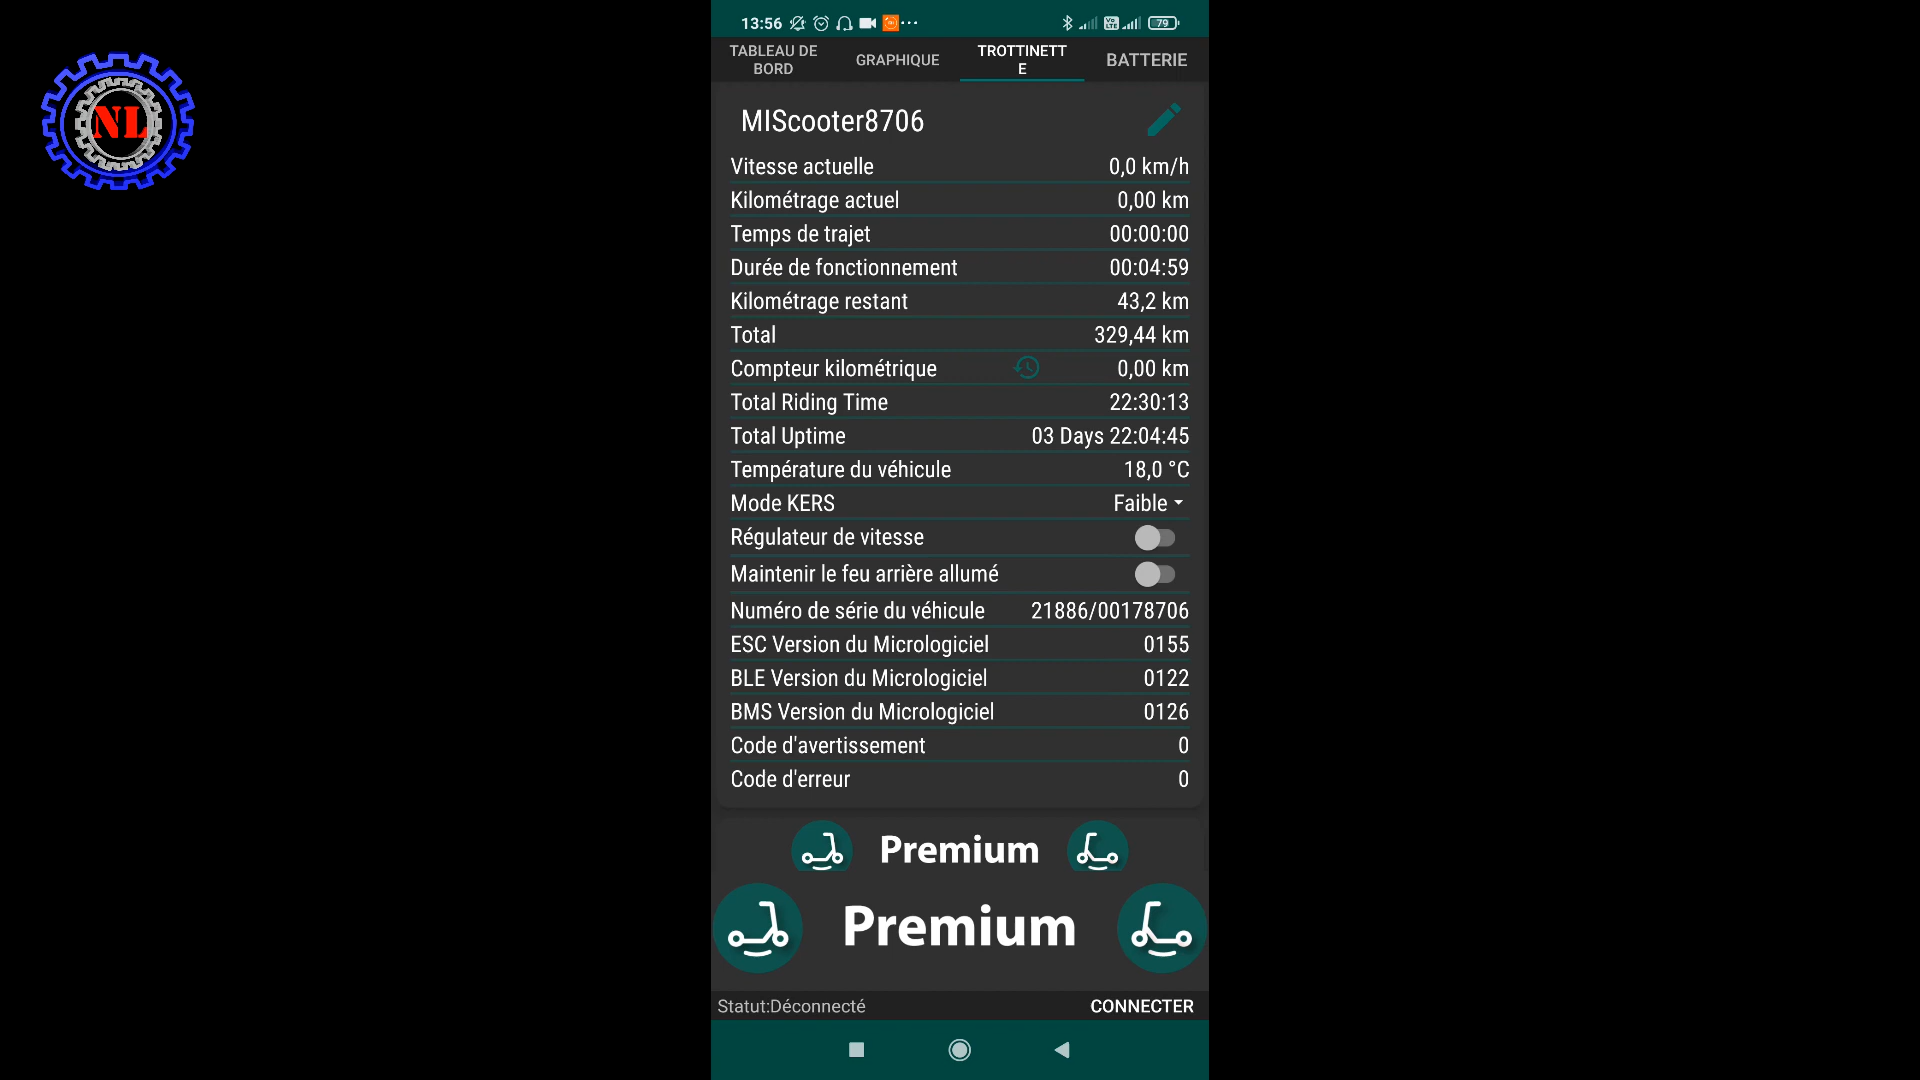 NL
13:56
Vo LTE
79
TABLEAU DE BORD
GRAPHIQUE
TROTTINETT
E
BATTERIE
MIScooter8706
Vitesse actuelle 0,0 km/h
Kilométrage actuel 0,00 km
Temps de trajet 00:00:00
Durée de fonctionnement 00:04:59
Kilométrage restant 43,2 km
Total 329,44 km
Compteur kilométrique 0,00 km
Total Riding Time 22:30:13
Total Uptime 03 Days 22:04:45
Température du véhicule 18,0 °C
Mode KERS Faible
Régulateur de vitesse
Maintenir le feu arrière allumé
Numéro de série du véhicule 21886/00178706
ESC Version du Micrologiciel 0155
BLE Version du Micrologiciel 0122
BMS Version du Micrologiciel 0126
Code d'avertissement 0
Code d'erreur 0
Premium
Premium
Statut:Déconnecté CONNECTER